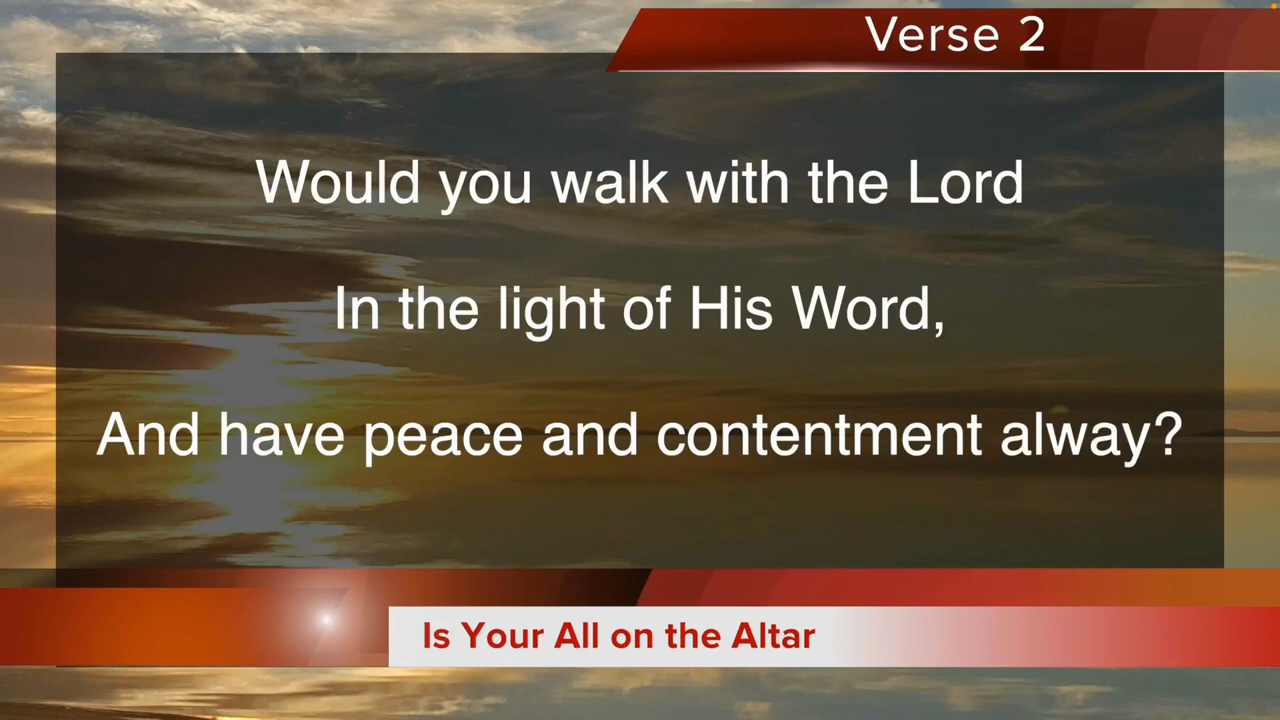 Verse 2
Would you walk with the Lord
In the light of His Word,
And have peace and contentment alway?
Is Your All on the Altar